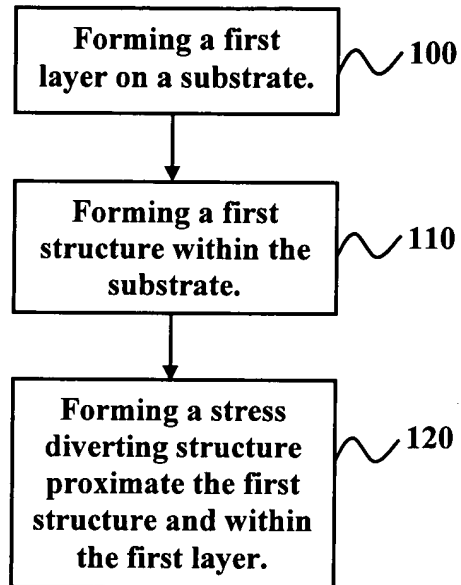 Forming a first
layer on a substrate.
100
Forming a first
structure within the
substrate.
110
Forming a stress
diverting structure
proximate the first
structure and within
the first layer.
120